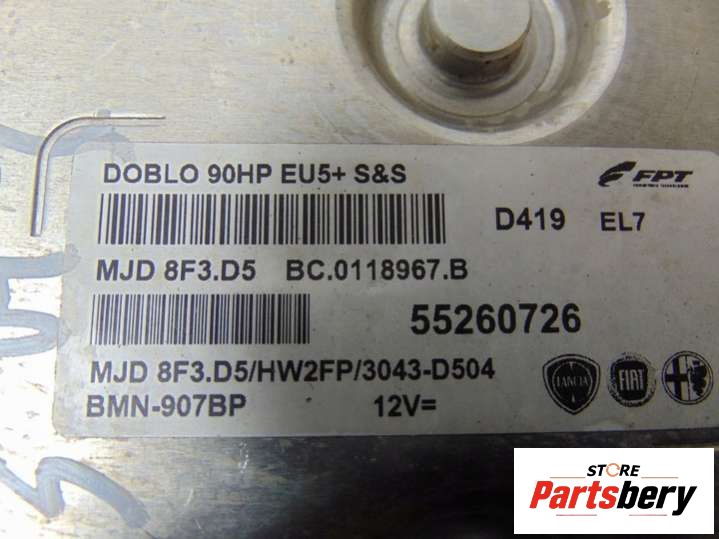 DOBLO 90HP EU5+ S&S
FPT
D419 EL7
MJD 8F3.D5 BC.0118967.B
55260726
MJD 8F3.D5/HW2FP/3043-D504
BMN-907BP 12V=
LANCIA
FIAT
STORE
Partsbery